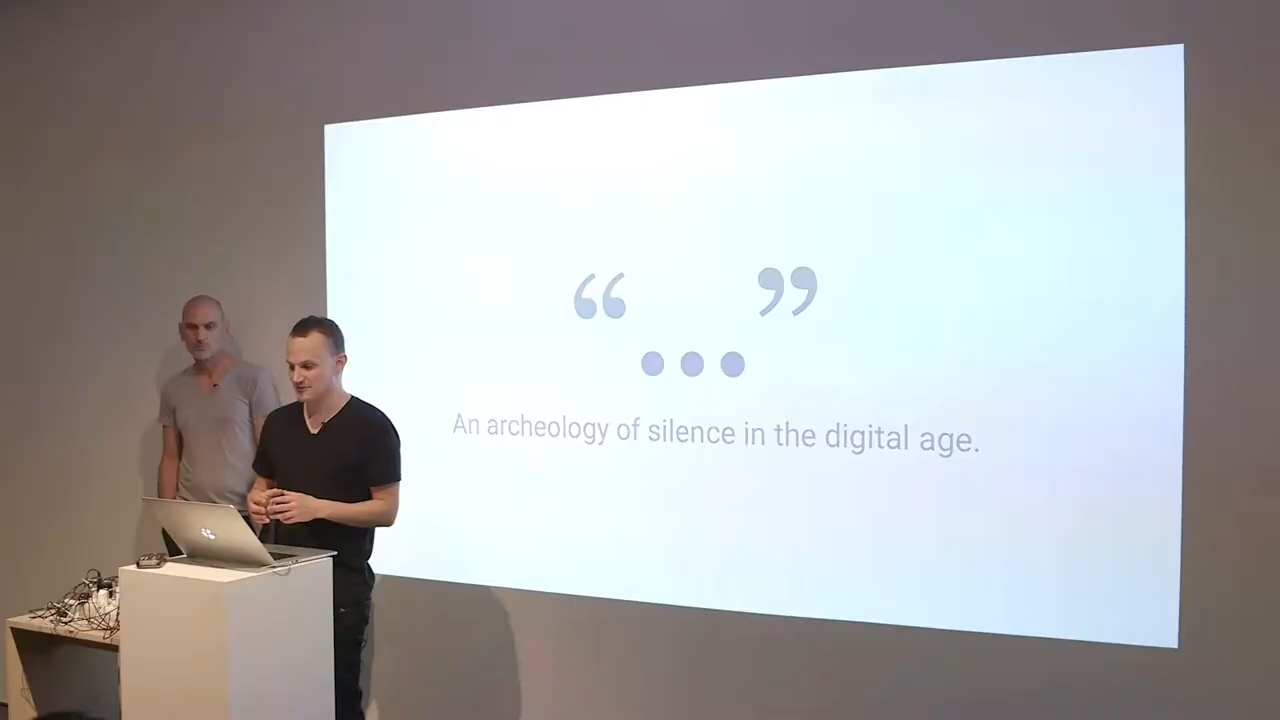 “ ”
...
An archeology of silence in the digital age.